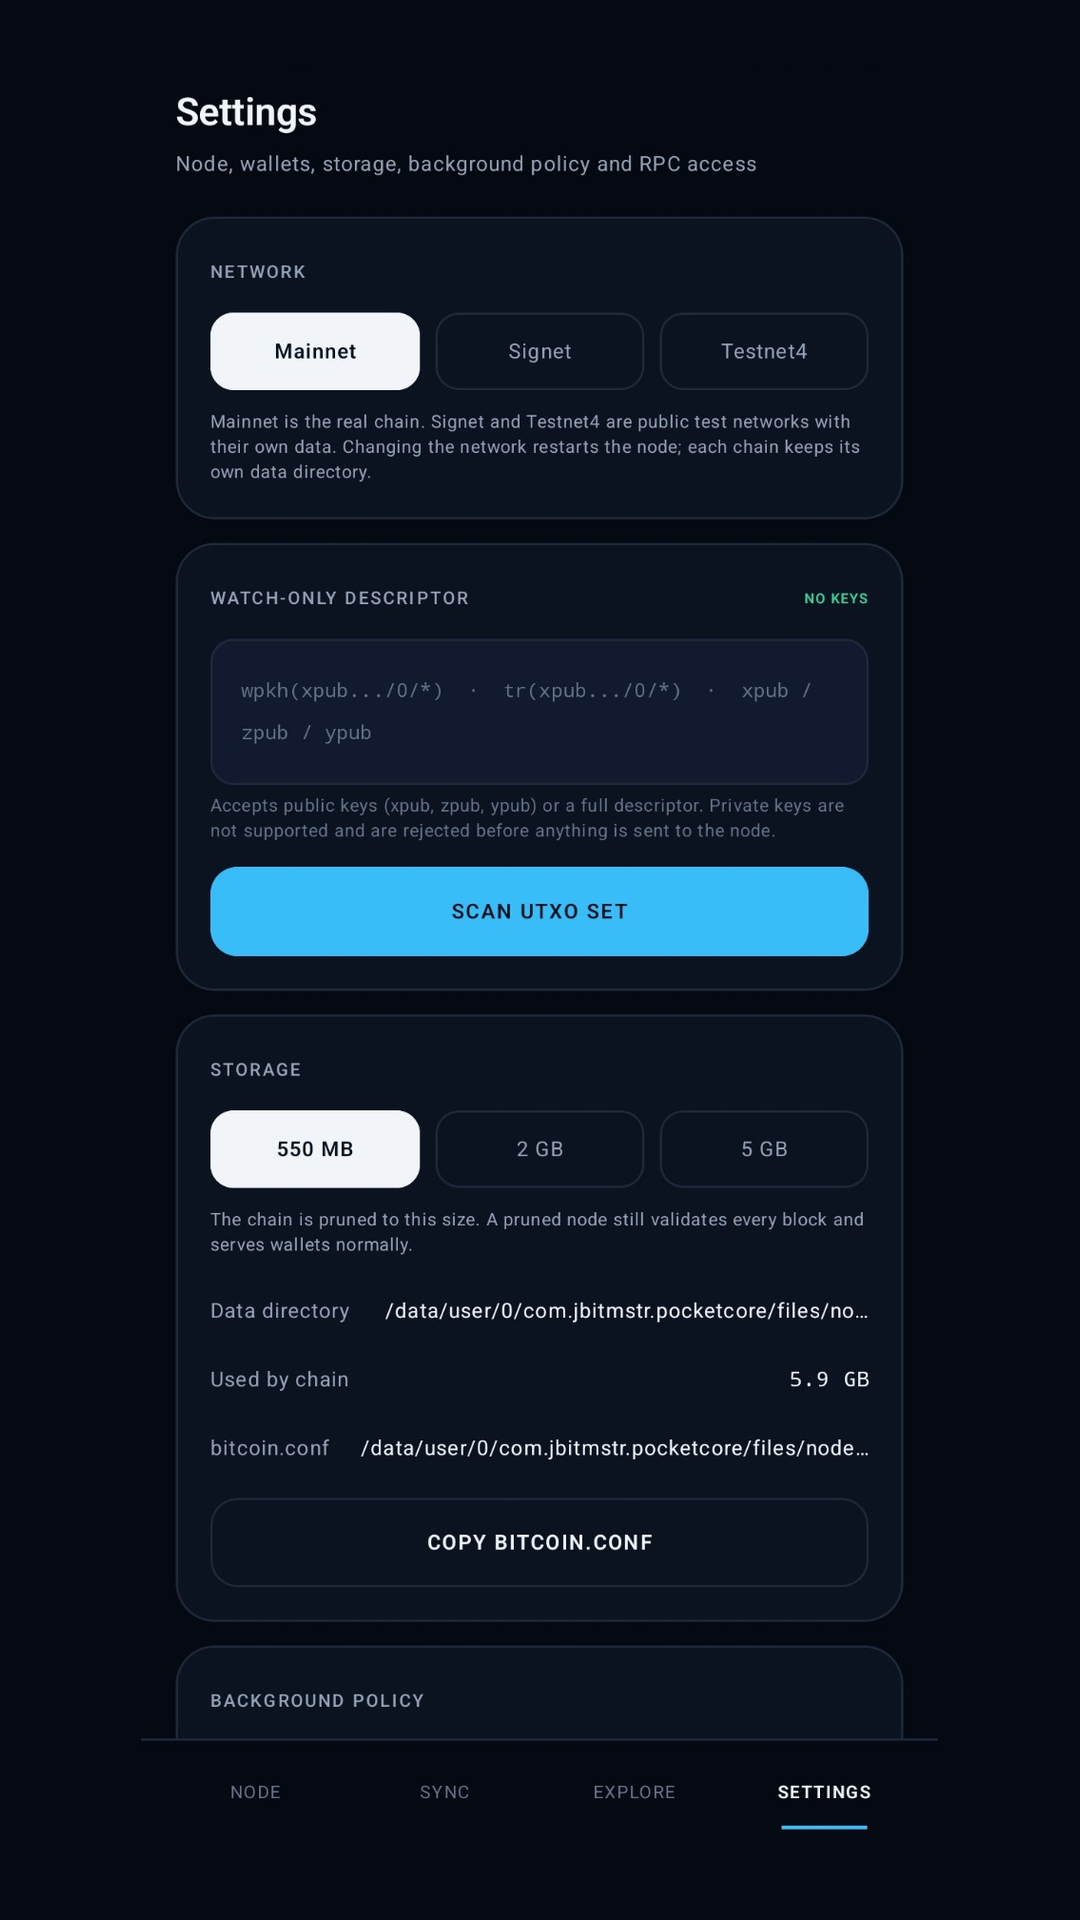 Settings
Node, wallets, storage, background policy and RPC access
NETWORK
Mainnet
Signet
Testnet4
Mainnet is the real chain. Signet and Testnet4 are public test networks with
their own data. Changing the network restarts the node; each chain keeps its
own data directory.
WATCH-ONLY DESCRIPTOR
NO KEYS
wpkh(xpub.../0/*) · tr(xpub.../0/*) · xpub /
zpub / ypub
Accepts public keys (xpub, zpub, ypub) or a full descriptor. Private keys are
not supported and are rejected before anything is sent to the node.
SCAN UTXO SET
STORAGE
550 MB
2 GB
5 GB
The chain is pruned to this size. A pruned node still validates every block and
serves wallets normally.
Data directory /data/user/0/com.jbitmstr.pocketcore/files/no…
Used by chain 5.9 GB
bitcoin.conf /data/user/0/com.jbitmstr.pocketcore/files/node…
COPY BITCOIN.CONF
BACKGROUND POLICY
NODE
SYNC
EXPLORE
SETTINGS